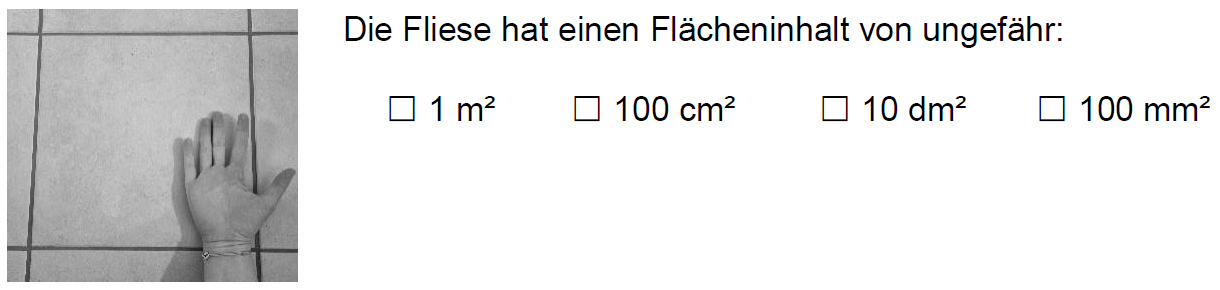 Die Fliese hat einen Flächeninhalt von ungefähr:
☐ 1 m² ☐ 100 cm² ☐ 10 dm² ☐ 100 mm²